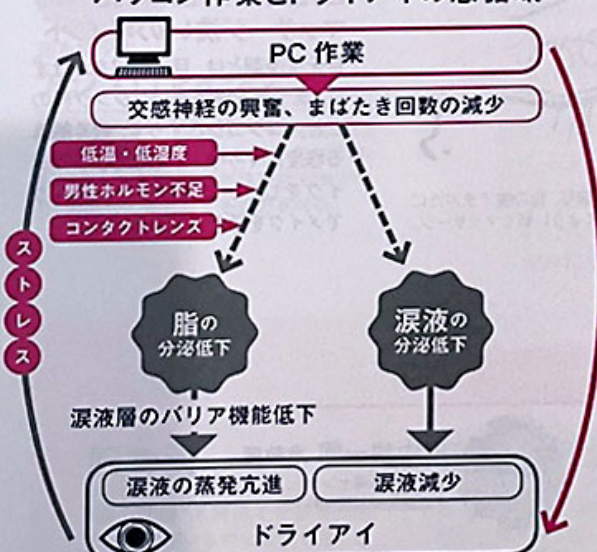 PC 作業
交感神経の興奮、まばたき回数の減少
低温・低湿度
男性ホルモン不足
コンタクトレンズ
ストレス
脂の
分泌低下
涙液の
分泌低下
涙液層のバリア機能低下
涙液の蒸発亢進
涙液減少
ドライアイ